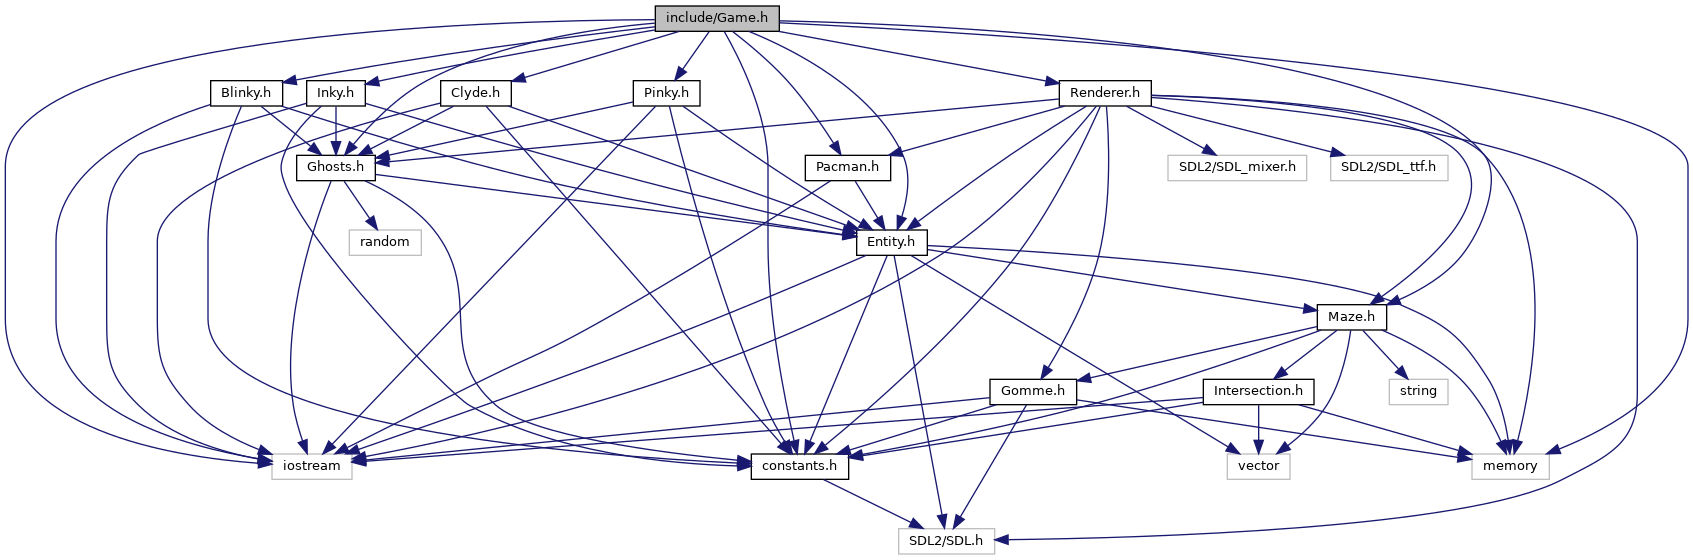 include/Game.h
Blinky.h
Inky.h
Clyde.h
Pinky.h
Renderer.h
Ghosts.h
Pacman.h
SDL2/SDL_mixer.h
SDL2/SDL_ttf.h
random
Entity.h
Maze.h
Gomme.h
Intersection.h
string
iostream
constants.h
vector
memory
SDL2/SDL.h